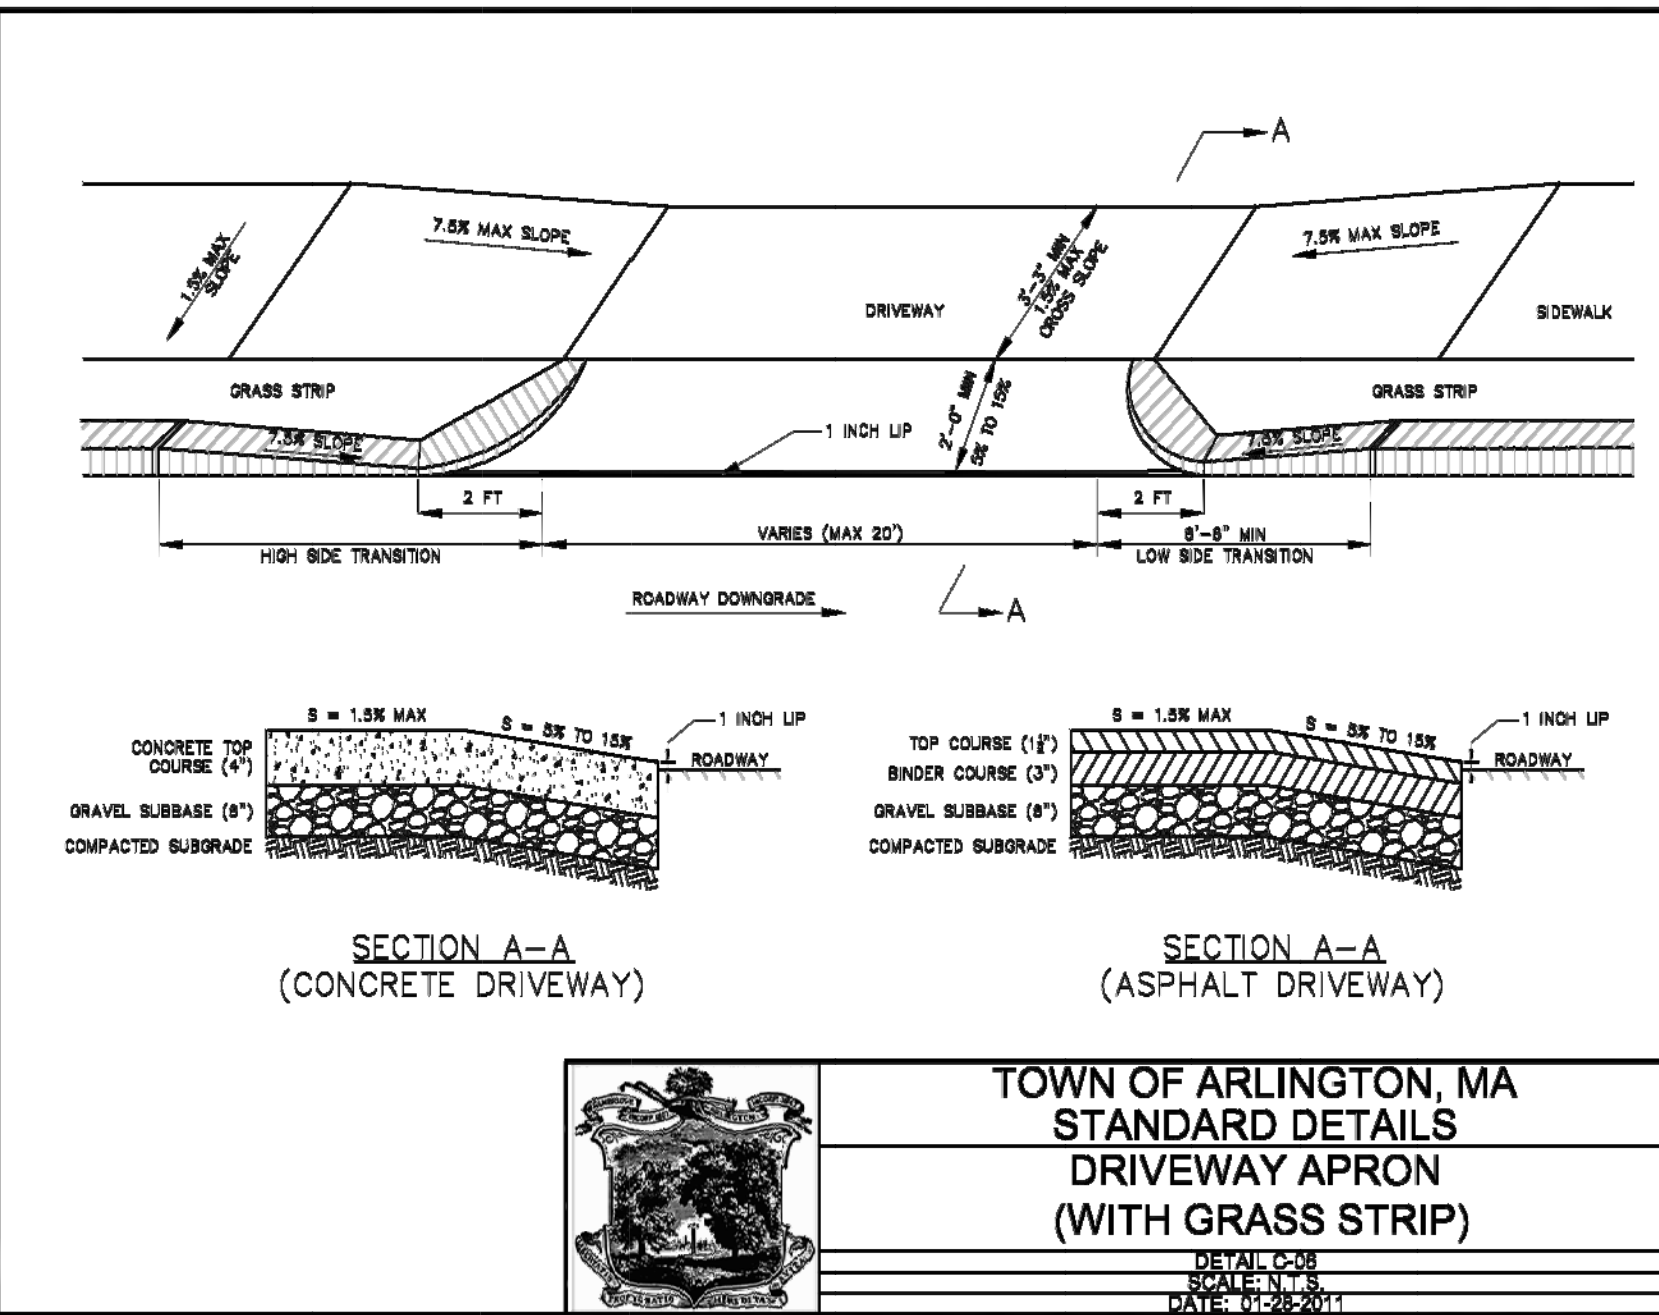 A
7.5% MAX SLOPE
7.5% MAX SLOPE
1.5% MAX
SLOPE
3'-3" MIN
1.5% MAX
CROSS SLOPE
DRIVEWAY
SIDEWALK
GRASS STRIP
GRASS STRIP
2'-0" MIN
5% TO 15%
1 INCH LIP
7.5% SLOPE
7.5% SLOPE
2 FT
2 FT
VARIES (MAX 20')
6'-6" MIN
HIGH SIDE TRANSITION
LOW SIDE TRANSITION
ROADWAY DOWNGRADE
A
S = 1.5% MAX
S = 5% TO 15%
1 INCH LIP
CONCRETE TOP
COURSE (4")
ROADWAY
GRAVEL SUBBASE (8")
COMPACTED SUBGRADE
SECTION A-A
(CONCRETE DRIVEWAY)
S = 1.5% MAX
S = 5% TO 15%
1 INCH LIP
TOP COURSE (1½")
ROADWAY
BINDER COURSE (3")
GRAVEL SUBBASE (8")
COMPACTED SUBGRADE
SECTION A-A
(ASPHALT DRIVEWAY)
TOWN OF ARLINGTON, MA
STANDARD DETAILS
DRIVEWAY APRON
(WITH GRASS STRIP)
DETAIL C-06
SCALE: N.T.S.
DATE: 01-28-2011